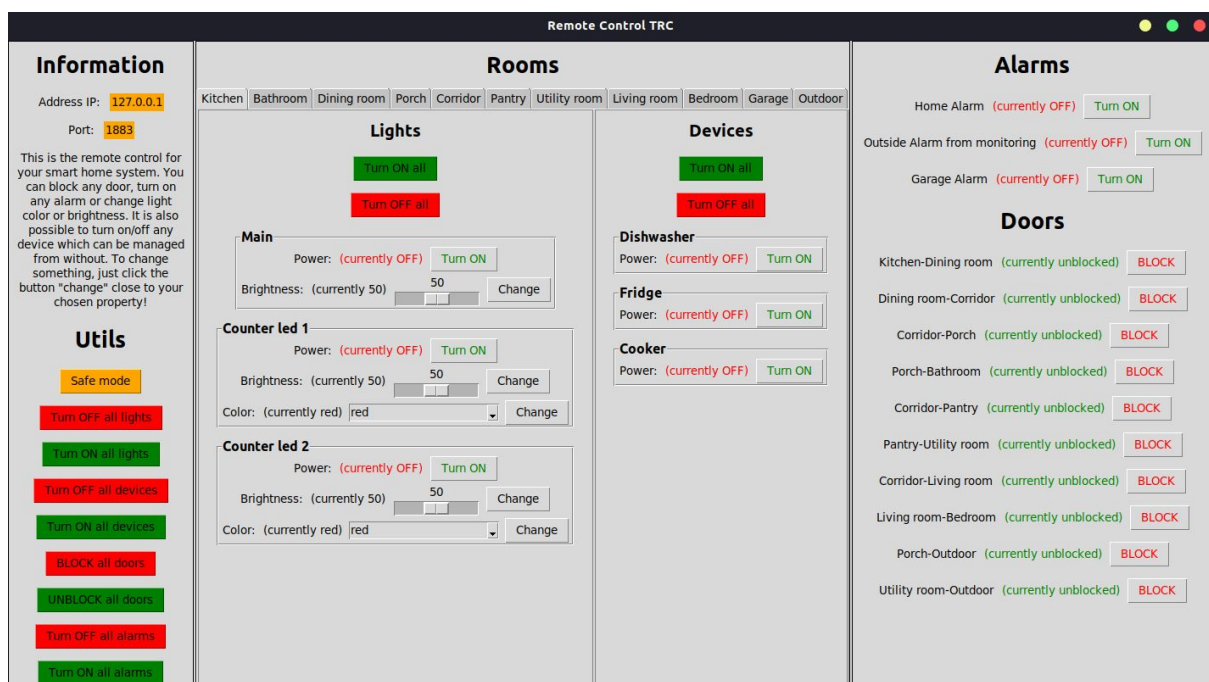 Remote Control TRC
Information
Address IP: 127.0.0.1
Port: 1883
This is the remote control for
your smart home system. You
can block any door, turn on
any alarm or change light
color or brightness. It is also
possible to turn on/off any
device which can be managed
from without. To change
something, just click the
button "change" close to your
chosen property!
Utils
Safe mode
Turn OFF all lights
Turn ON all lights
Turn OFF all devices
Turn ON all devices
BLOCK all doors
UNBLOCK all doors
Turn OFF all alarms
Turn ON all alarms
Rooms
Kitchen Bathroom Dining room Porch Corridor Pantry Utility room Living room Bedroom Garage Outdoor
Lights
Turn ON all
Turn OFF all
Main
Power: (currently OFF) Turn ON
50
Brightness: (currently 50) Change
Counter led 1
Power: (currently OFF) Turn ON
50
Brightness: (currently 50) Change
Color: (currently red) red Change
Counter led 2
Power: (currently OFF) Turn ON
50
Brightness: (currently 50) Change
Color: (currently red) red Change
Devices
Turn ON all
Turn OFF all
Dishwasher
Power: (currently OFF) Turn ON
Fridge
Power: (currently OFF) Turn ON
Cooker
Power: (currently OFF) Turn ON
Alarms
Home Alarm (currently OFF) Turn ON
Outside Alarm from monitoring (currently OFF) Turn ON
Garage Alarm (currently OFF) Turn ON
Doors
Kitchen-Dining room (currently unblocked) BLOCK
Dining room-Corridor (currently unblocked) BLOCK
Corridor-Porch (currently unblocked) BLOCK
Porch-Bathroom (currently unblocked) BLOCK
Corridor-Pantry (currently unblocked) BLOCK
Pantry-Utility room (currently unblocked) BLOCK
Corridor-Living room (currently unblocked) BLOCK
Living room-Bedroom (currently unblocked) BLOCK
Porch-Outdoor (currently unblocked) BLOCK
Utility room-Outdoor (currently unblocked) BLOCK